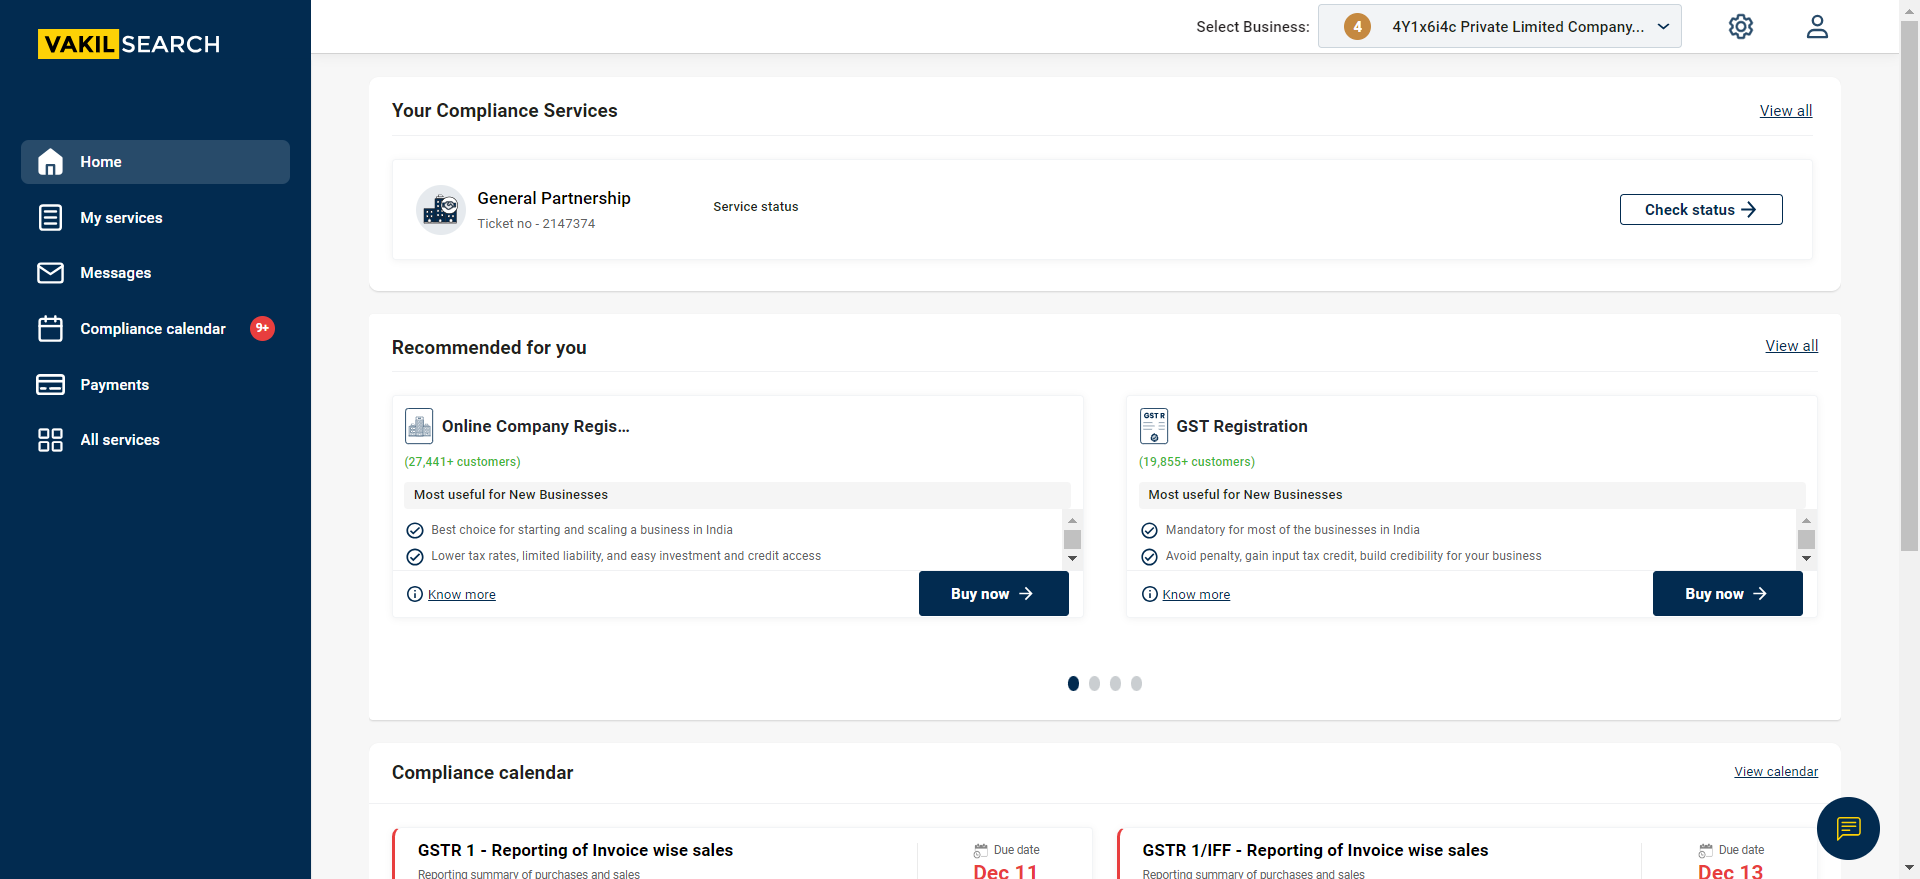 VAKILSEARCH
Select Business:
4
4Y1x6i4c Private Limited Company...
Home
My services
Messages
Compliance calendar
9+
Payments
All services
Your Compliance Services
View all
General Partnership
Ticket no - 2147374
Service status
Check status
Recommended for you
View all
Online Company Regis...
(27,441+ customers)
Most useful for New Businesses
Best choice for starting and scaling a business in India
Lower tax rates, limited liability, and easy investment and credit access
Know more
Buy now
GST R
GST Registration
(19,855+ customers)
Most useful for New Businesses
Mandatory for most of the businesses in India
Avoid penalty, gain input tax credit, build credibility for your business
Know more
Buy now
Compliance calendar
View calendar
GSTR 1 - Reporting of Invoice wise sales
Reporting summary of purchases and sales
Due date
Dec 11
GSTR 1/IFF - Reporting of Invoice wise sales
Reporting summary of purchases and sales
Due date
Dec 13